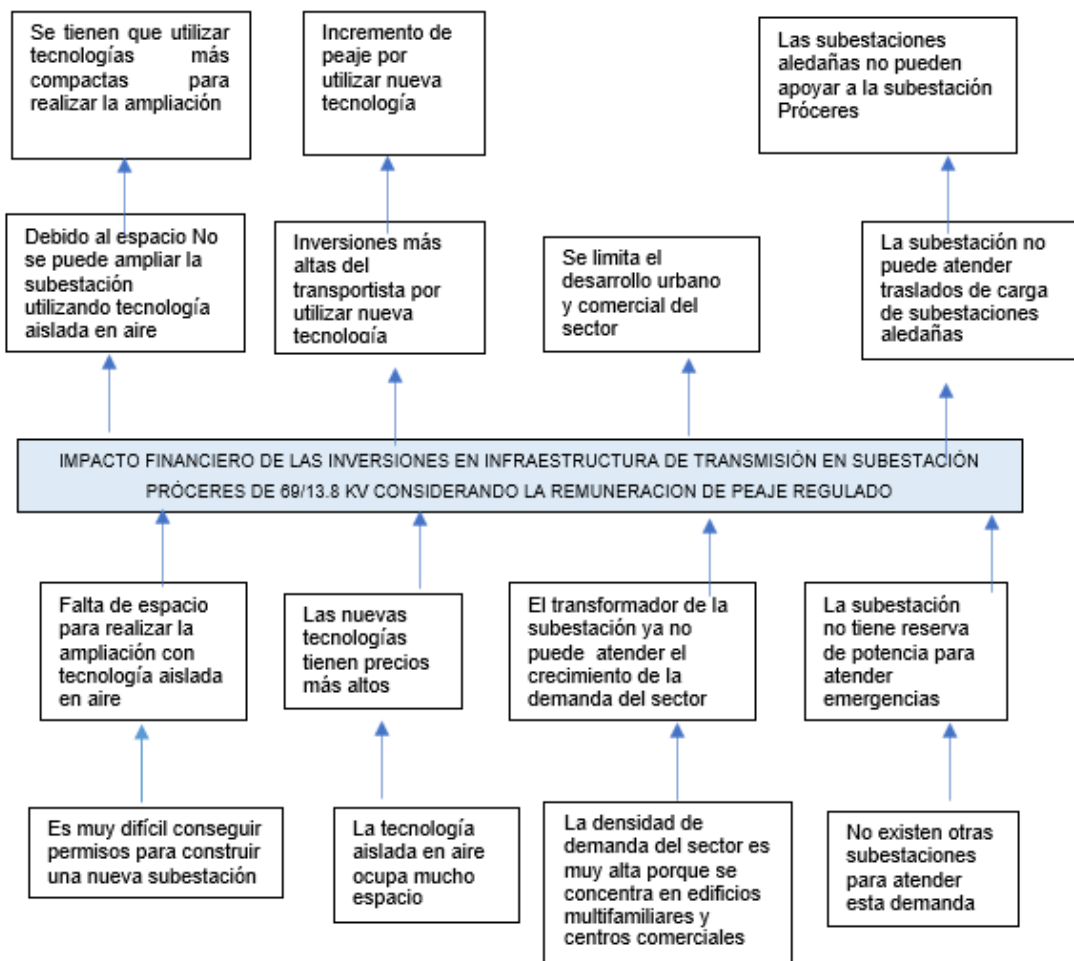 Se tienen que utilizar
tecnologías más
compactas para
realizar la ampliación
Incremento de
peaje por
utilizar nueva
tecnología
Las subestaciones
aledañas no pueden
apoyar a la subestación
Próceres
Debido al espacio No
se puede ampliar la
subestación
utilizando tecnología
aislada en aire
Inversiones más
altas del
transportista por
utilizar nueva
tecnología
Se limita el
desarrollo urbano
y comercial del
sector
La subestación no
puede atender
traslados de carga
de subestaciones
aledañas
IMPACTO FINANCIERO DE LAS INVERSIONES EN INFRAESTRUCTURA DE TRANSMISIÓN EN SUBESTACIÓN
PRÓCERES DE 69/13.8 KV CONSIDERANDO LA REMUNERACION DE PEAJE REGULADO
Falta de espacio
para realizar la
ampliación con
tecnología aislada
en aire
Las nuevas
tecnologías
tienen precios
más altos
El transformador de la
subestación ya no
puede atender el
crecimiento de la
demanda del sector
La subestación
no tiene reserva
de potencia para
atender
emergencias
Es muy difícil conseguir
permisos para construir
una nueva subestación
La tecnología
aislada en aire
ocupa mucho
espacio
La densidad de
demanda del sector es
muy alta porque se
concentra en edificios
multifamiliares y
centros comerciales
No existen otras
subestaciones
para atender
esta demanda